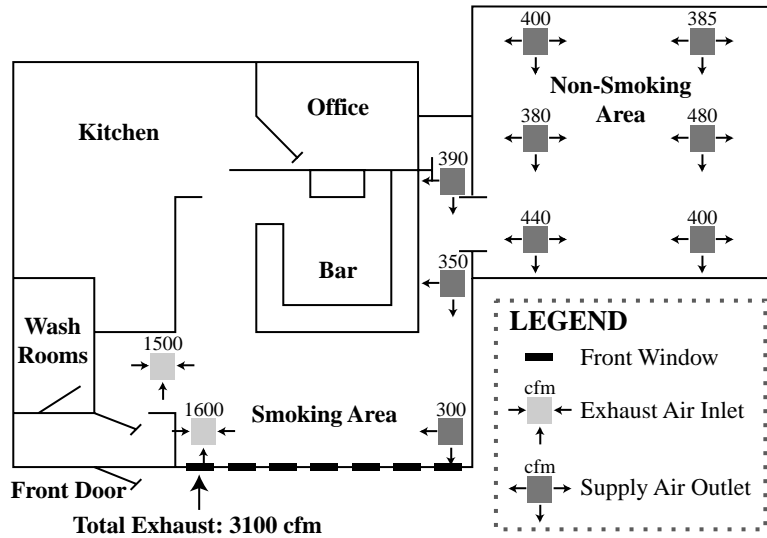 400
385
Non-Smoking
Area
Office
Kitchen
380
480
390
440
400
Bar
350
Wash
Rooms
1500
1600
Smoking Area
300
Front Door
Total Exhaust: 3100 cfm
LEGEND
Front Window
cfm
Exhaust Air Inlet
cfm
Supply Air Outlet